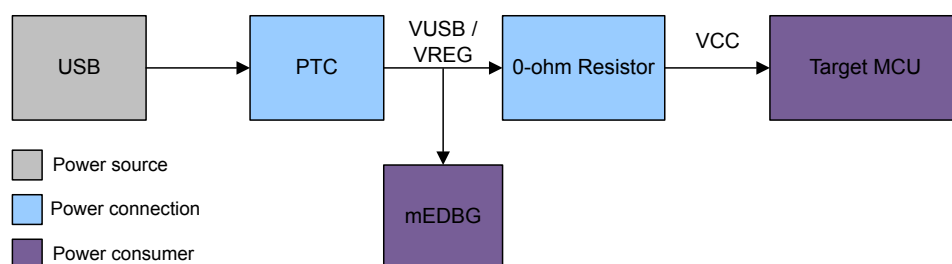 USB
PTC
VUSB /
VREG
0-ohm Resistor
VCC
Target MCU
mEDBG
Power source
Power connection
Power consumer